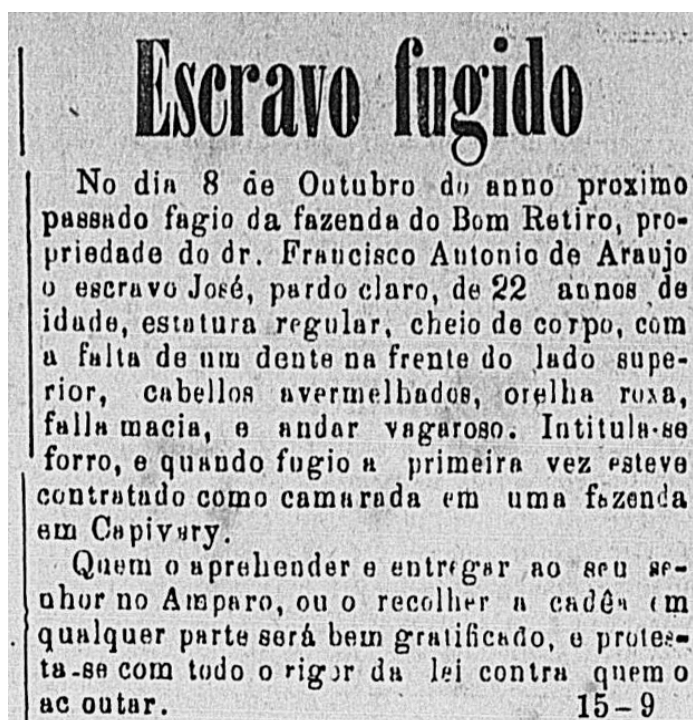 Escravo fugido
No dia 8 de Outubro do anno proximo
passado fagio da fazenda do Bom Retiro, pro-
priedade do dr. Francisco Antonio de Araujo
o escravo José, pardo claro, de 22 annos de
idade, estatura regular, cheio de corpo, com
a falta de um dente na frente do lado supe-
rior, cabellos avermelhados, orelha roxa,
falla macia, e andar vagaroso. Intitula-se
forro, e quando fugio a primeira vez esteve
contratado como camarada em uma fazenda
em Capivary.
Quem o aprehender e entregar ao seu se-
nhor no Amparo, ou o recolher a cadêa em
qualquer parte será bem gratificado, e protes-
ta-se com todo o rigor da lei contra quem o
ac outar. 15-9